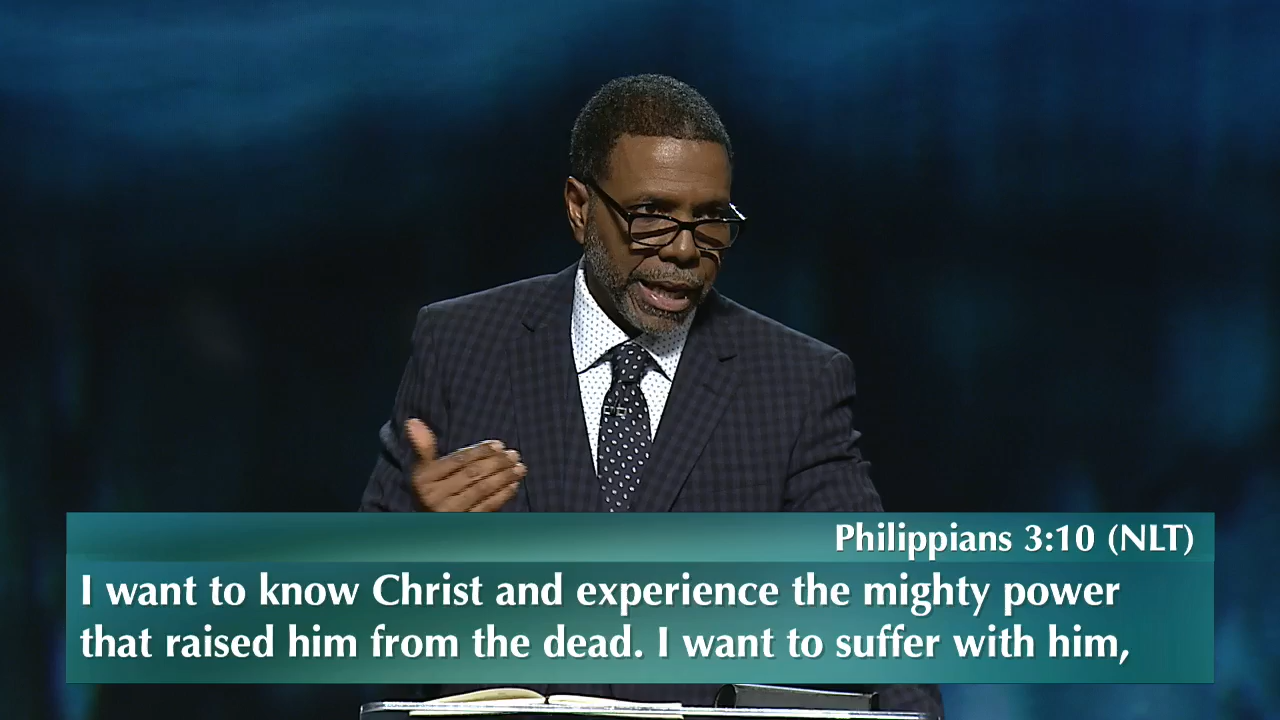 Philippians 3:10 (NLT)
I want to know Christ and experience the mighty power
that raised him from the dead. I want to suffer with him,